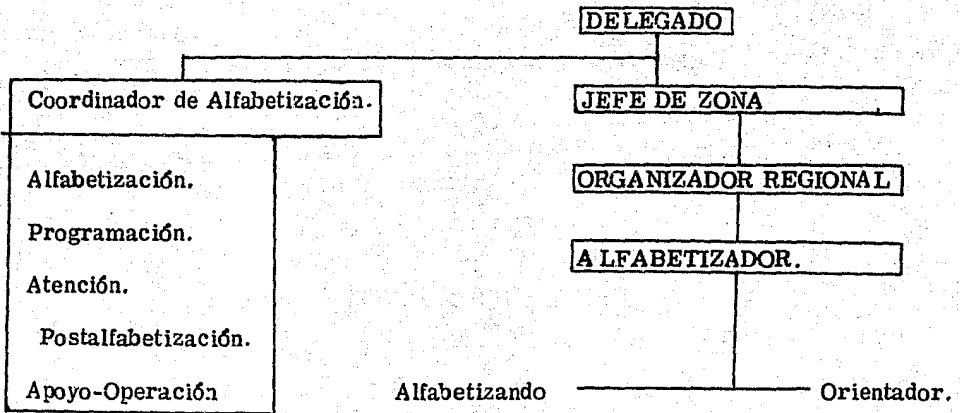 DELEGADO
Coordinador de Alfabetización.
JEFE DE ZONA
Alfabetización.
ORGANIZADOR REGIONAL
Programación.
ALFABETIZADOR.
Atención.
Postalfabetización.
Apoyo-Operación
Alfabetizando
Orientador.